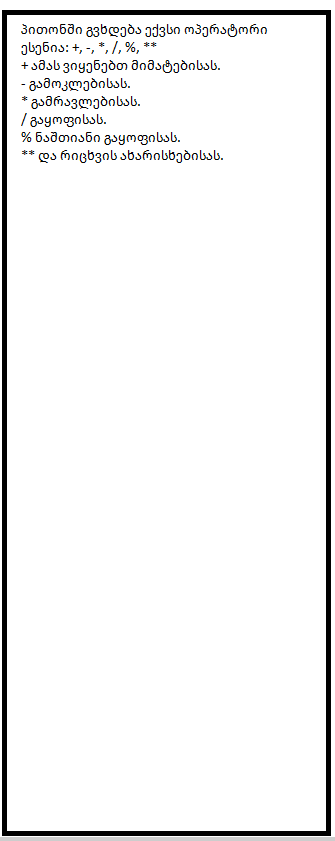 პითონში გვხდება ექვსი ოპერატორი
ესენია: +, -, *, /, %, **
+ ამას ვიყენებთ მიმატებისას.
- გამოკლებისას.
* გამრავლებისას.
/ გაყოფისას.
% ნაშთიანი გაყოფისას.
** და რიცხვის ახარისხებისას.